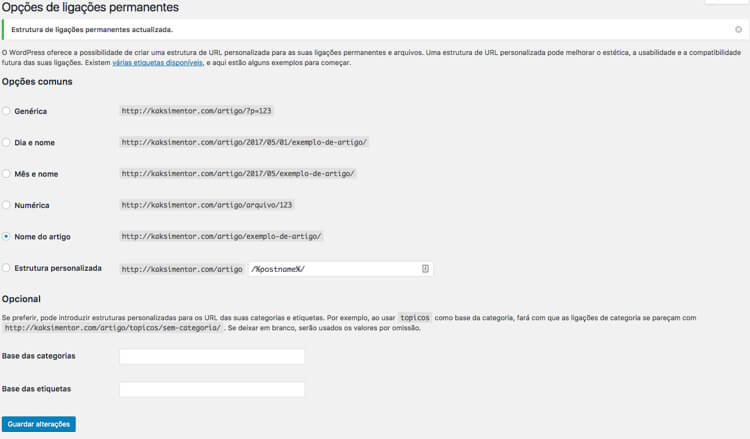 Opções de ligações permanentes
Estrutura de ligações permanentes actualizada.
O WordPress oferece a possibilidade de criar uma estrutura de URL personalizada para as suas ligações permanentes e arquivos. Uma estrutura de URL personalizada pode melhorar o estética, a usabilidade e a compatibilidade
futura das suas ligações. Existem várias etiquetas disponíveis, e aqui estão alguns exemplos para começar.
Opções comuns
Genérica http://kaksimentor.com/artigo/?p=123
Dia e nome http://kaksimentor.com/artigo/2017/05/01/exemplo-de-artigo/
Mês e nome http://kaksimentor.com/artigo/2017/05/exemplo-de-artigo/
Numérica http://kaksimentor.com/artigo/arquivo/123
Nome do artigo http://kaksimentor.com/artigo/exemplo-de-artigo/
Estrutura personalizada http://kaksimentor.com/artigo /%postname%/
Opcional
Se preferir, pode introduzir estruturas personalizadas para os URL das suas categorias e etiquetas. Por exemplo, ao usar topicos como base da categoria, fará com que as ligações de categoria se pareçam com
http://kaksimentor.com/artigo/topicos/sem-categoria/ . Se deixar em branco, serão usados os valores por omissão.
Base das categorias
Base das etiquetas
Guardar alterações